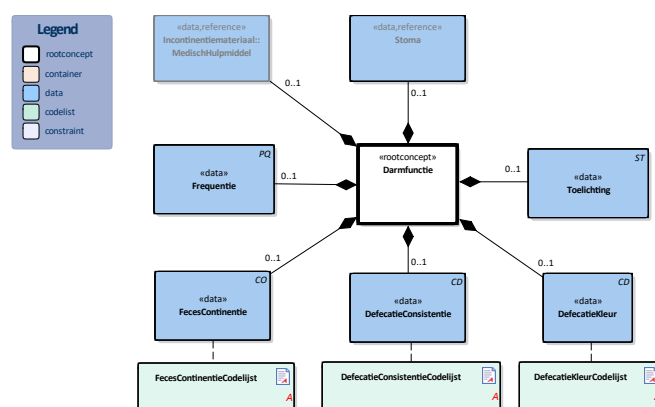 Legend
rootconcept
container
data
codelist
constraint
«data,reference»
Incontinentiemateriaal::
MedischHulpmiddel
«data,reference»
Stoma
0..1
0..1
PQ
«data»
Frequentie
0..1
«rootconcept»
Darmfunctie
0..1
ST
«data»
Toelichting
0..1
0..1
0..1
CO
«data»
FecesContinentie
CD
«data»
DefecatieConsistentie
CD
«data»
DefecatieKleur
FecesContinentieCodelijst
A
DefecatieConsistentieCodelijst
A
DefecatieKleurCodelijst
A